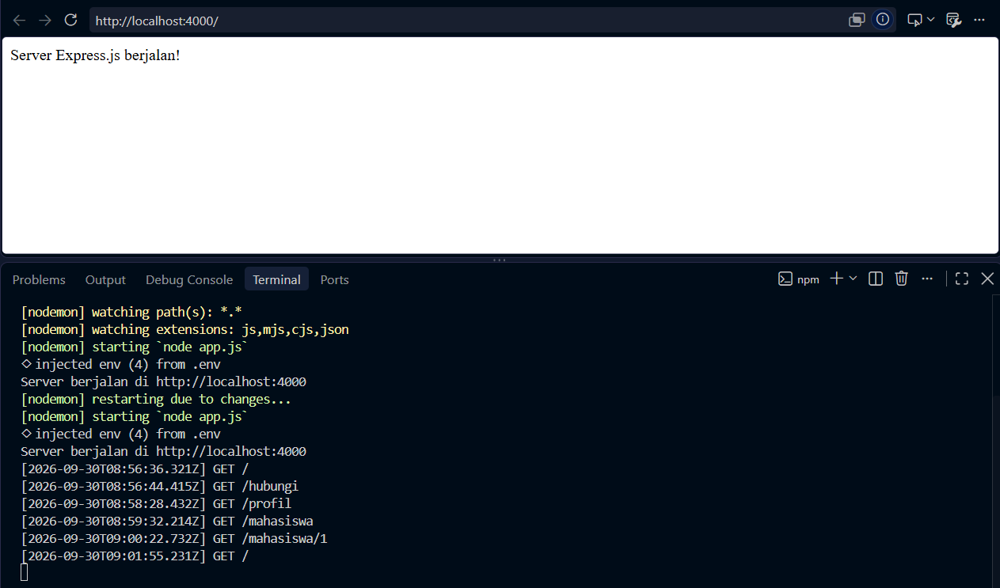 http://localhost:4000/
Server Express.js berjalan!
Problems Output Debug Console Terminal Ports npm
[nodemon] watching path(s): *.*
[nodemon] watching extensions: js,mjs,cjs,json
[nodemon] starting `node app.js`
◇ injected env (4) from .env
Server berjalan di http://localhost:4000
[nodemon] restarting due to changes...
[nodemon] starting `node app.js`
◇ injected env (4) from .env
Server berjalan di http://localhost:4000
[2026-09-30T08:56:36.321Z] GET /
[2026-09-30T08:56:44.415Z] GET /hubungi
[2026-09-30T08:58:28.432Z] GET /profil
[2026-09-30T08:59:32.214Z] GET /mahasiswa
[2026-09-30T09:00:22.732Z] GET /mahasiswa/1
[2026-09-30T09:01:55.231Z] GET /